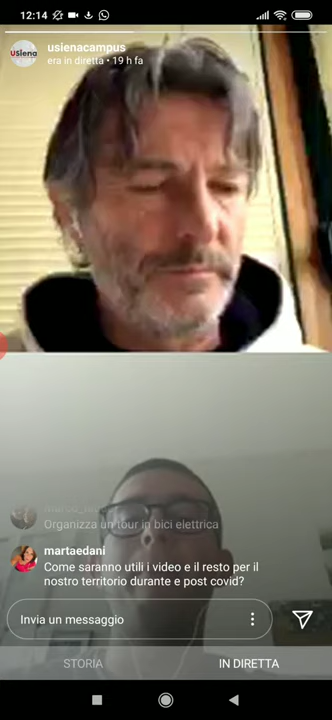 12:14
usienacampus
USiena
era in diretta • 19 h fa
Organizza un tour in bici elettrica
martaedani
Come saranno utili i video e il resto per il
nostro territorio durante e post covid?
Invia un messaggio
STORIA
IN DIRETTA